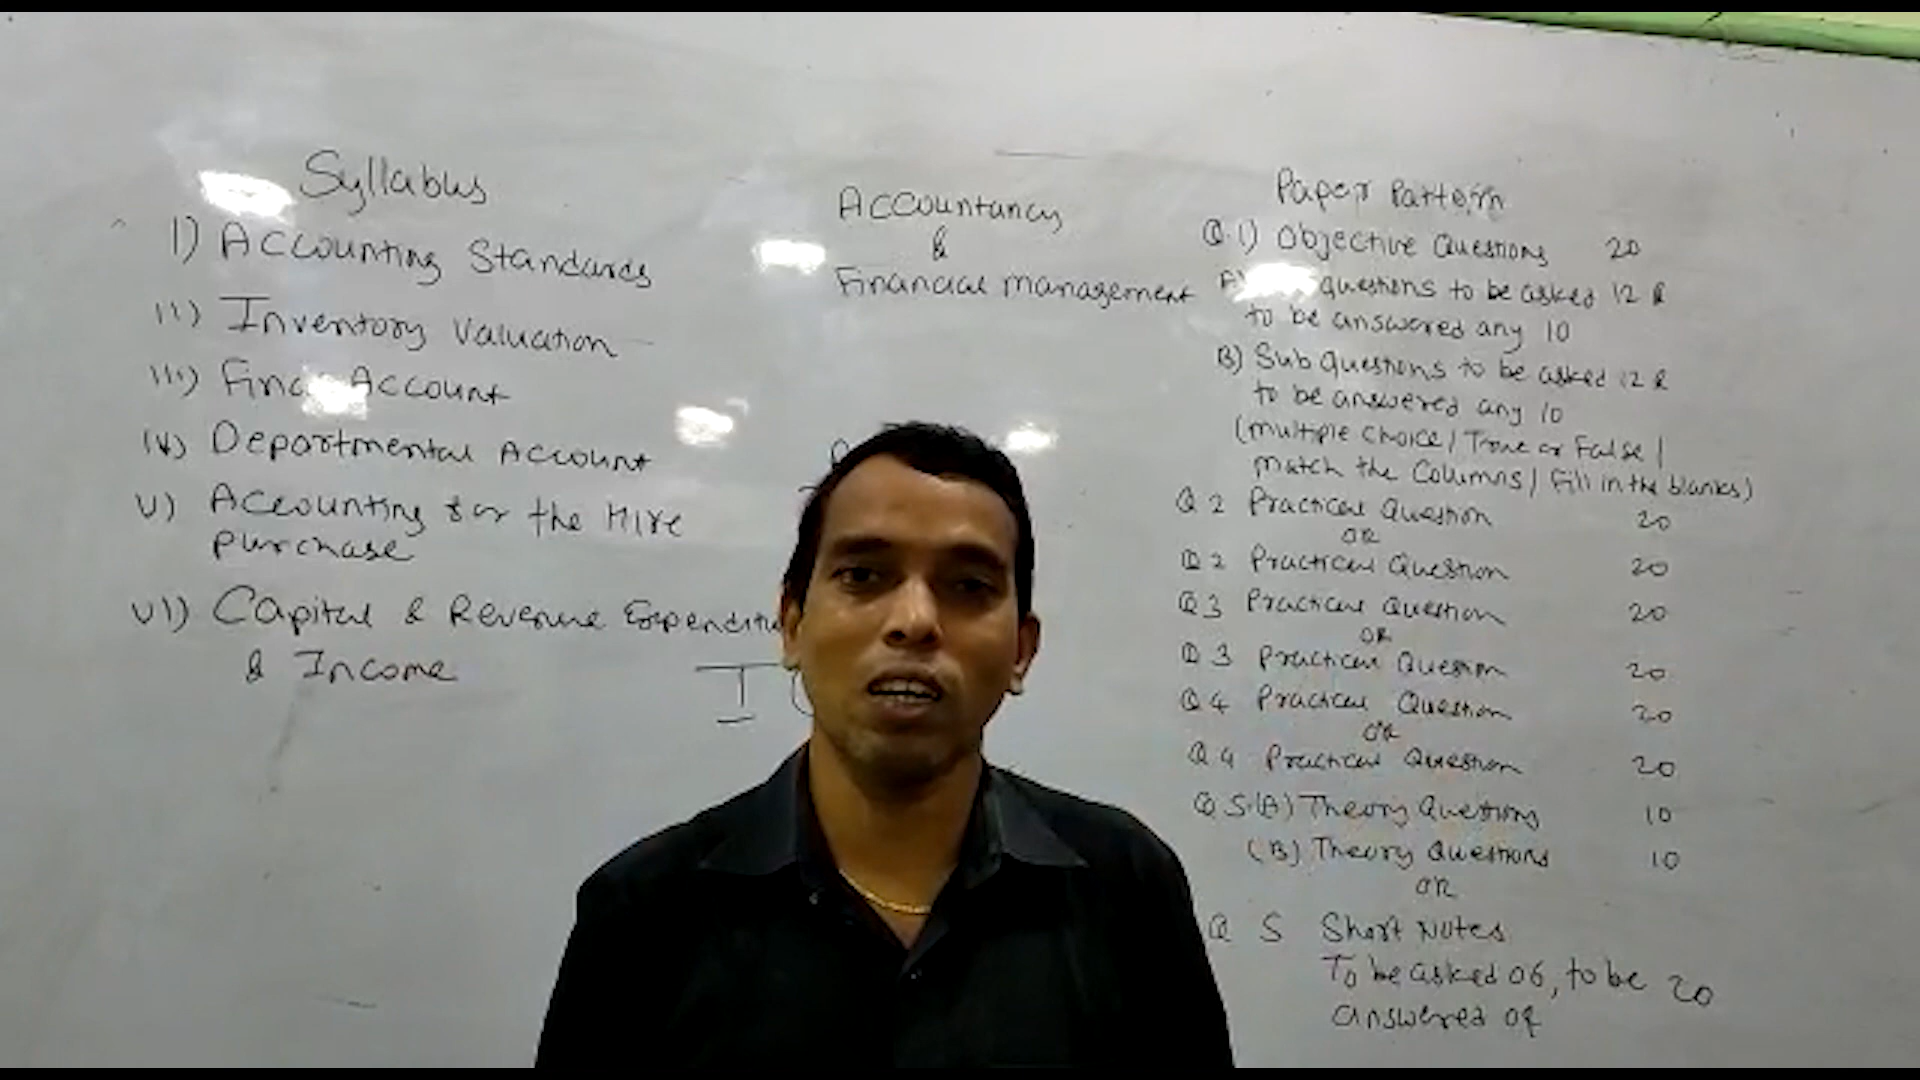 Syllabus
I) Accounting Standards
II) Inventory Valuation
III) Final Account
IV) Departmental Account
V) Accounting for the Hire
Purchase
VI) Capital & Revenue Expenditu
& Income
Accountancy
&
Financial management
I
Paper Pattern
Q.1) Objective Questions 20
A) questions to be asked 12 &
to be answered any 10
B) Sub Questions to be asked 12 &
to be answered any 10
(multiple choice / True or False /
match the Columns / Fill in the blanks)
Q 2 Practical Question 20
OR
Q 2 Practical Question 20
Q 3 Practical Question 20
OR
Q 3 Practical Question 20
Q 4 Practical Question 20
OR
Q 4 Practical Question 20
Q 5.(A) Theory Questions 10
(B) Theory Questions 10
OR
Q 5 Short Notes
To be asked 06, to be 20
answered 04